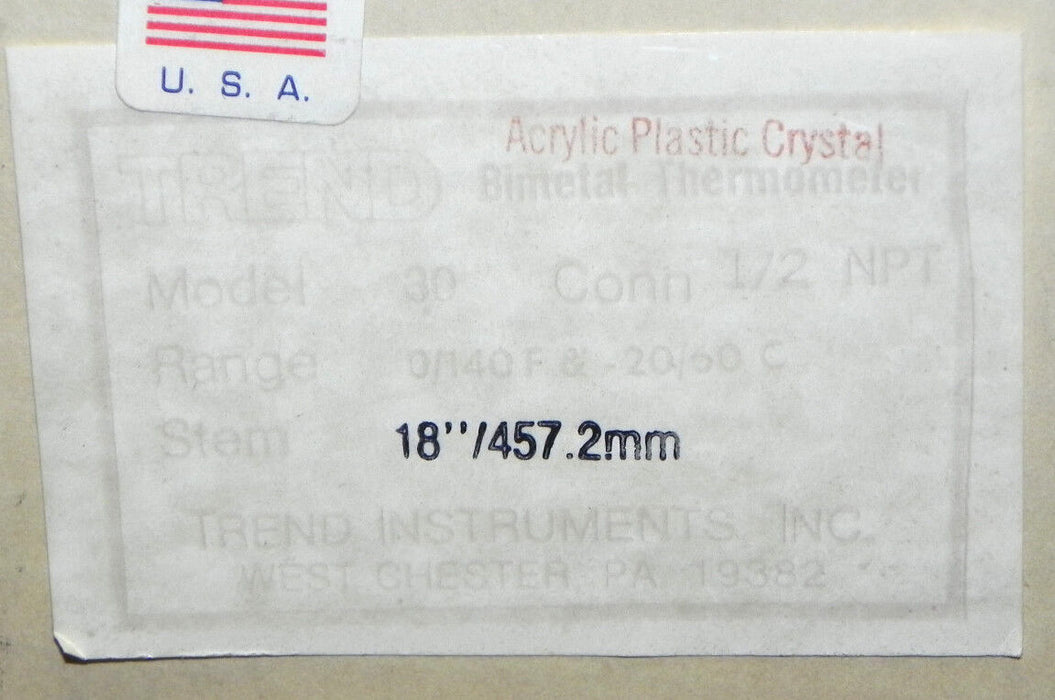 U. S. A.
Acrylic Plastic Crystal
TREND Bimetal Thermometer
Model 30 Conn 1/2 NPT
Range 0/140 F & -20/60 C
Stem 18''/457.2mm
TREND INSTRUMENTS, INC.
WEST CHESTER, PA 19382